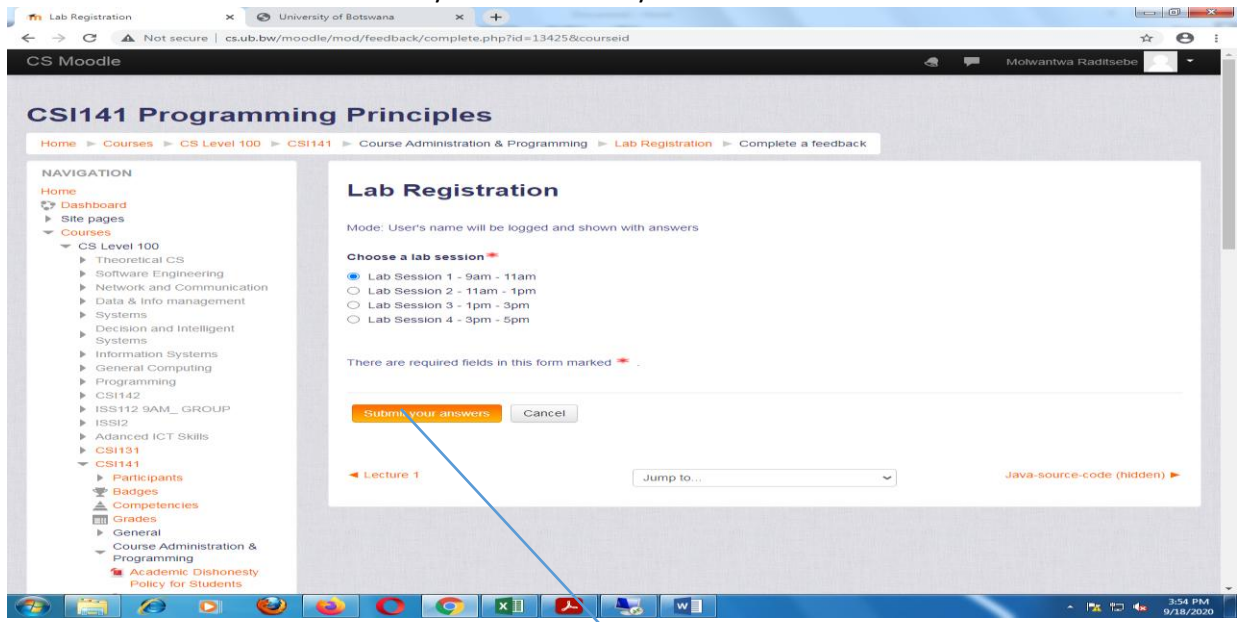 Lab Registration
University of Botswana
Not secure | cs.ub.bw/moodle/mod/feedback/complete.php?id=13425&courseid
CS Moodle
Molwantwa Raditsebe
CSI141 Programming Principles
Home ► Courses ► CS Level 100 ► CSI141 ► Course Administration & Programming ► Lab Registration ► Complete a feedback
NAVIGATION
Home
Dashboard
Site pages
Courses
CS Level 100
Theoretical CS
Software Engineering
Network and Communication
Data & Info management
Systems
Decision and Intelligent
Systems
Information Systems
General Computing
Programming
CSI142
ISS112 9AM_ GROUP
ISSI2
Adanced ICT Skills
CSI131
CSI141
Participants
Badges
Competencies
Grades
General
Course Administration &
Programming
Academic Dishonesty
Policy for Students
Lab Registration
Mode: User's name will be logged and shown with answers
Choose a lab session*
Lab Session 1 - 9am - 11am
Lab Session 2 - 11am - 1pm
Lab Session 3 - 1pm - 3pm
Lab Session 4 - 3pm - 5pm
There are required fields in this form marked * .
Submit your answers
Cancel
◄ Lecture 1
Jump to...
Java-source-code (hidden) ►
3:54 PM
9/18/2020